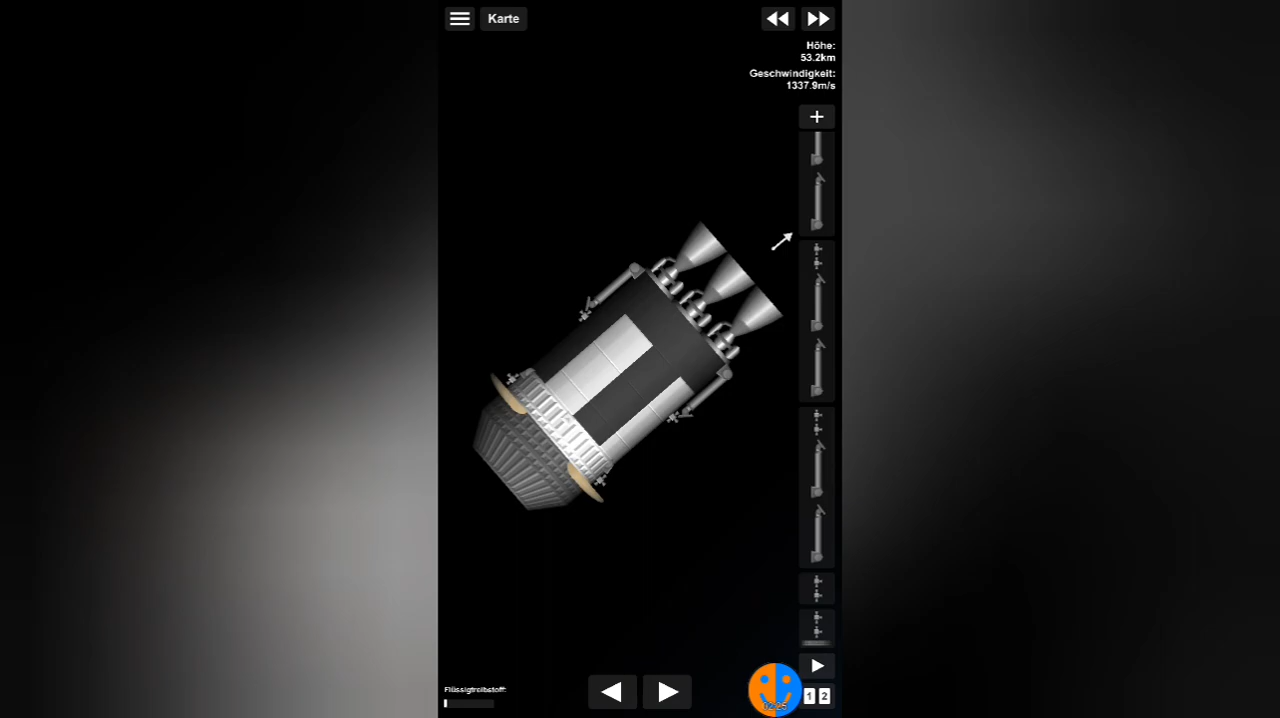 Karte
Höhe:
53.2km
Geschwindigkeit:
1337.9m/s
Flüssigtreibstoff:
1 2